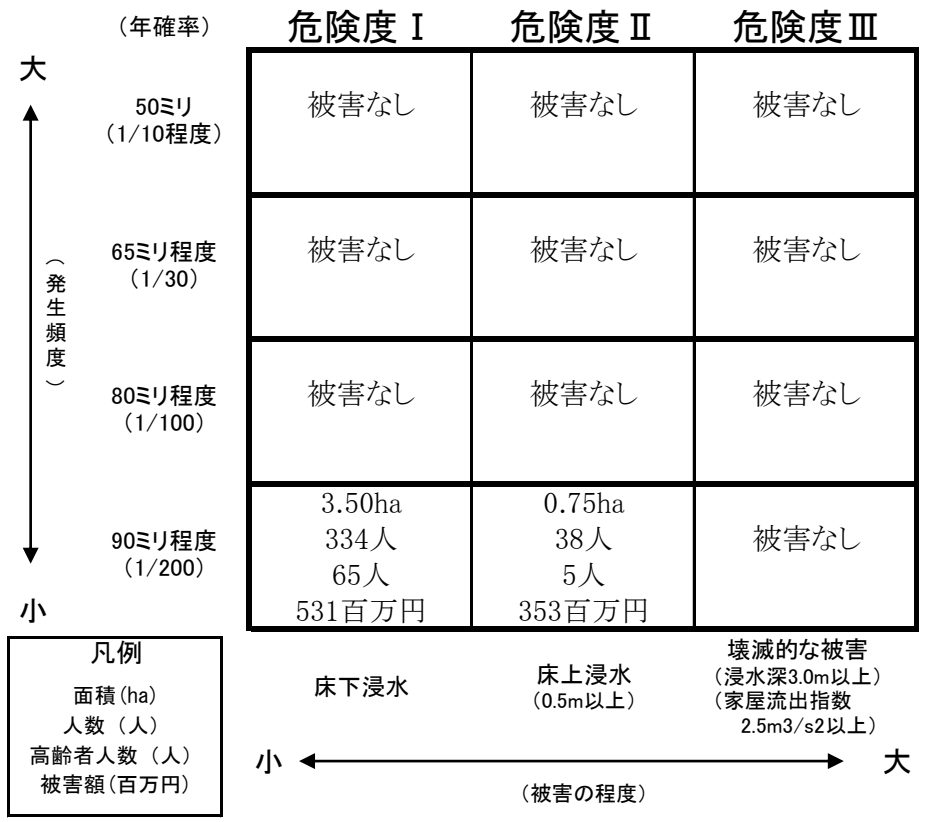 （年確率）
危険度Ⅰ
危険度Ⅱ
危険度Ⅲ
大
50ミリ
（1/10程度）
被害なし
被害なし
被害なし
65ミリ程度
（1/30）
被害なし
被害なし
被害なし
（発生頻度）
80ミリ程度
（1/100）
被害なし
被害なし
被害なし
90ミリ程度
（1/200）
3.50ha
334人
65人
531百万円
0.75ha
38人
5人
353百万円
被害なし
小
凡例
面積(ha)
人数（人）
高齢者人数（人）
被害額(百万円)
床下浸水
床上浸水
（0.5m以上）
壊滅的な被害
（浸水深3.0m以上）
（家屋流出指数
2.5m3/s2以上）
小
大
（被害の程度）